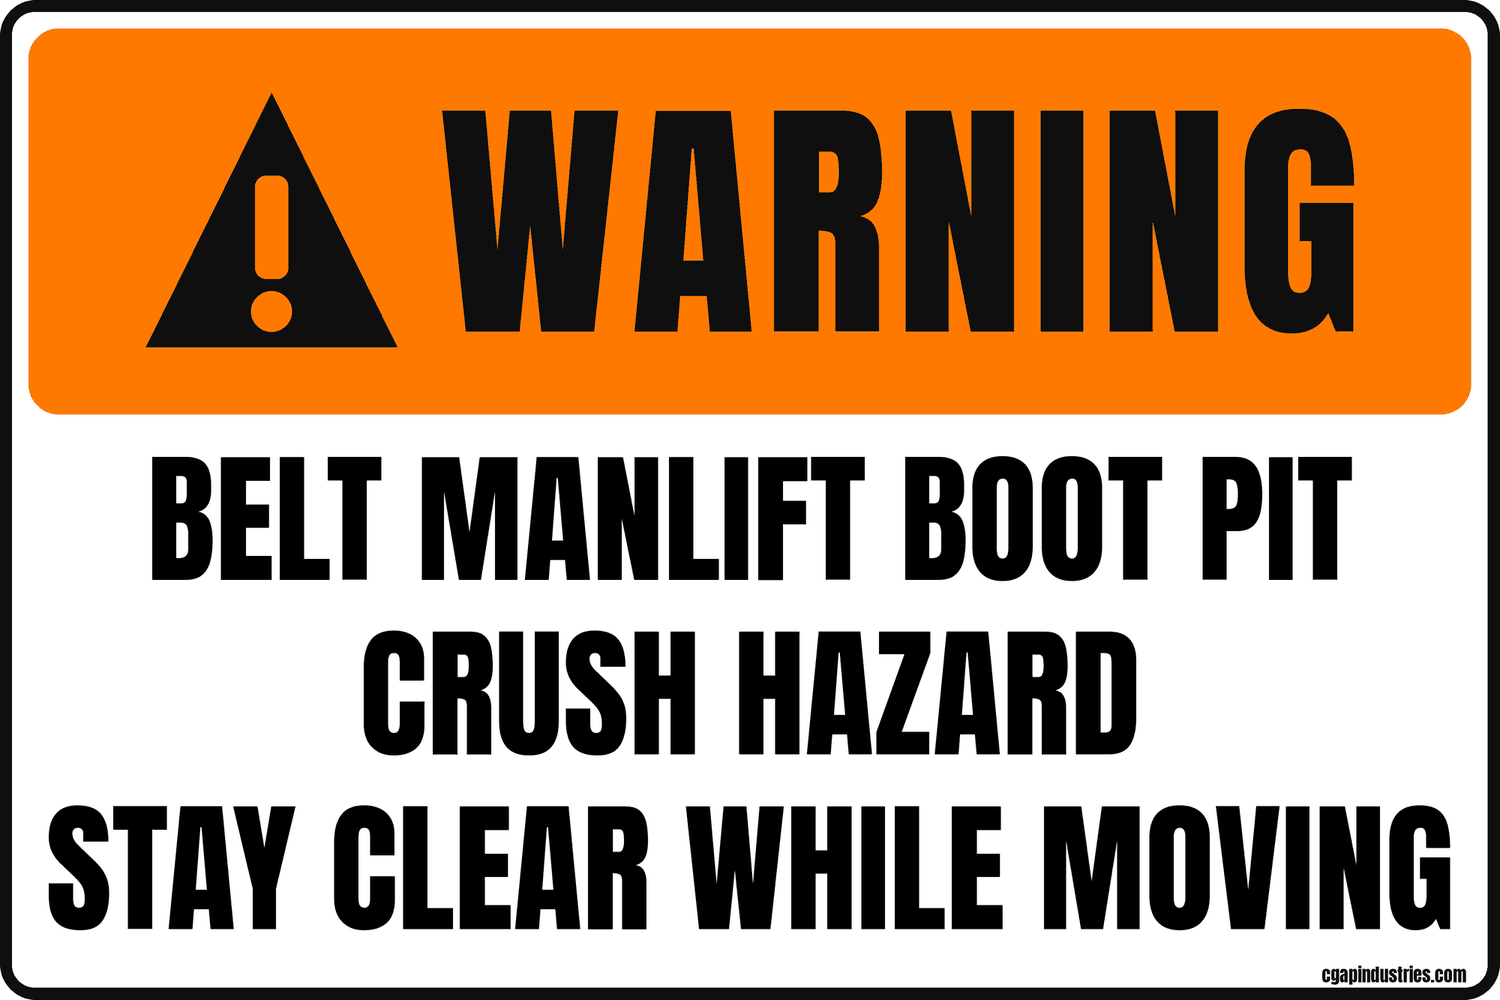 WARNING
BELT MANLIFT BOOT PIT
CRUSH HAZARD
STAY CLEAR WHILE MOVING
cgapindustries.com